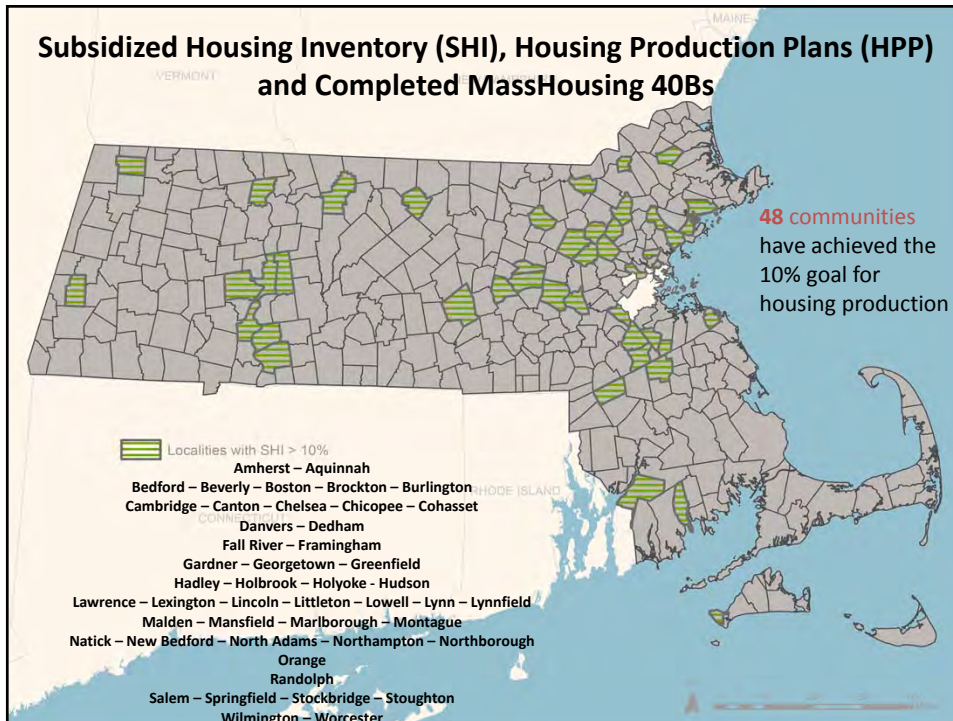 MAINE
Subsidized Housing Inventory (SHI), Housing Production Plans (HPP)
VERMONT
and Completed MassHousing 40Bs
48 communities
have achieved the
10% goal for
housing production
Localities with SHI > 10%
Amherst – Aquinnah
Bedford – Beverly – Boston – Brockton – Burlington
RHODE ISLAND
Cambridge – Canton – Chelsea – Chicopee – Cohasset
CONNECTICUT
Danvers – Dedham
Fall River – Framingham
Gardner – Georgetown – Greenfield
Hadley – Holbrook – Holyoke - Hudson
Lawrence – Lexington – Lincoln – Littleton – Lowell – Lynn – Lynnfield
Malden – Mansfield – Marlborough – Montague
Natick – New Bedford – North Adams – Northampton – Northborough
Orange
Randolph
Salem – Springfield – Stockbridge – Stoughton
Wilmington – Worcester